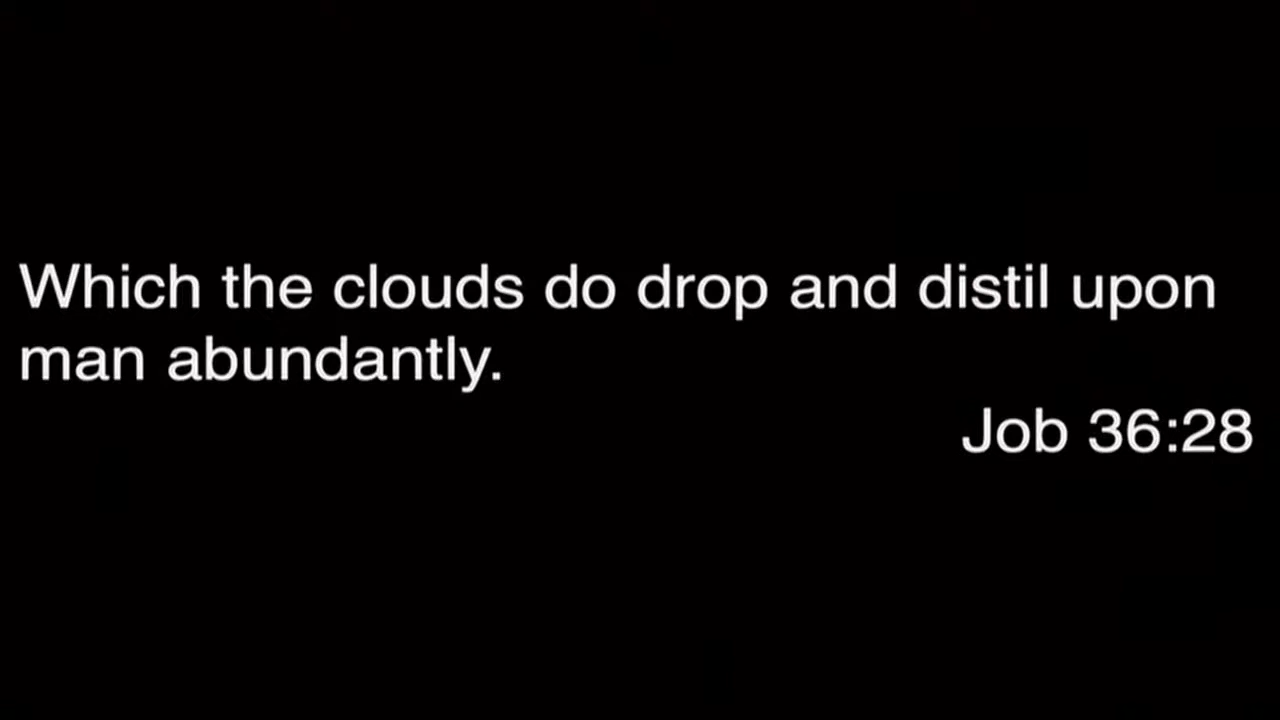 Which the clouds do drop and distil upon
man abundantly.
Job 36:28